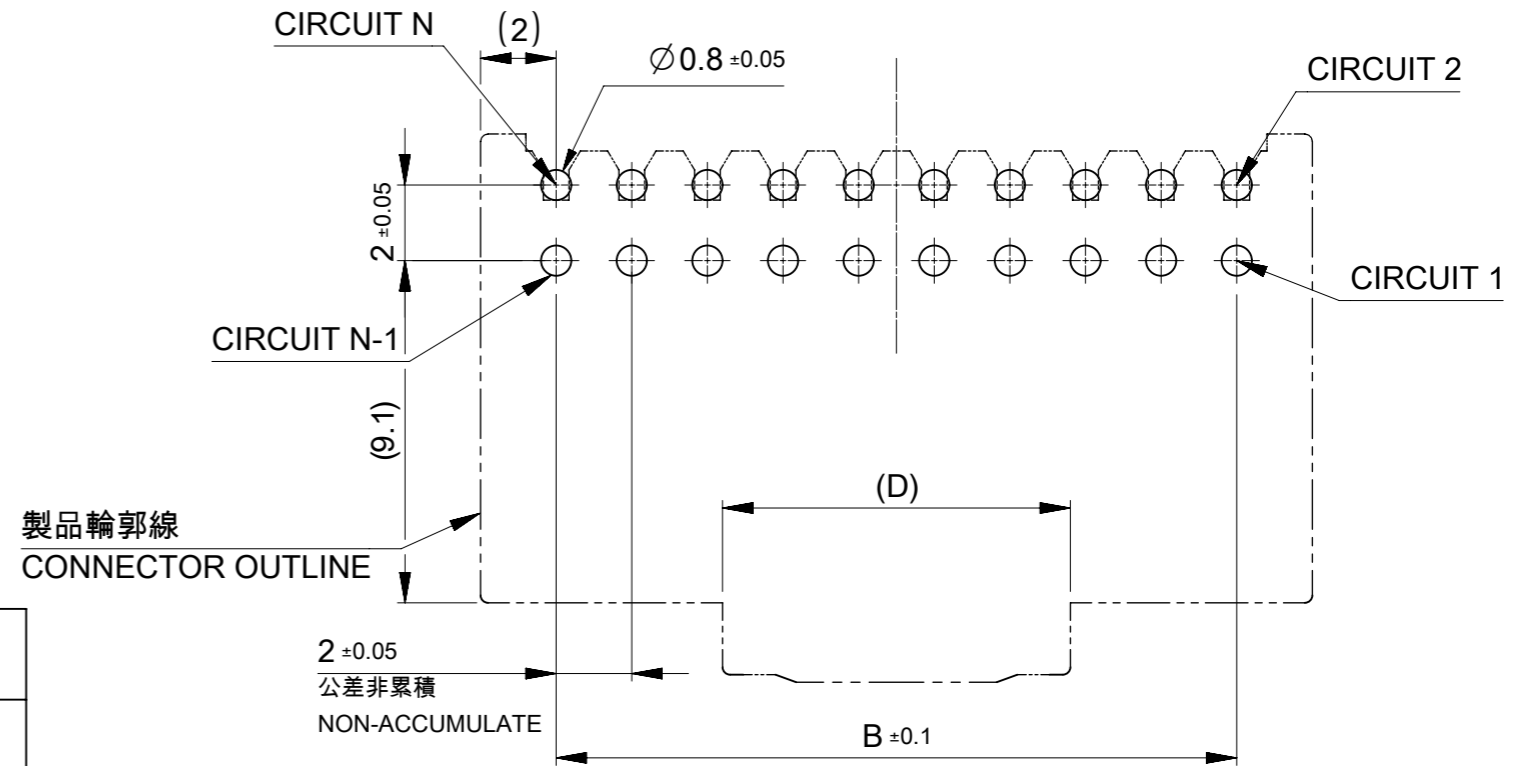 CIRCUIT N
(2)
∅0.8 ±0.05
CIRCUIT 2
2 ±0.05
CIRCUIT 1
CIRCUIT N-1
(9.1)
(D)
製品輪郭線
CONNECTOR OUTLINE
2 ±0.05
公差非累積
NON-ACCUMULATE
B ±0.1